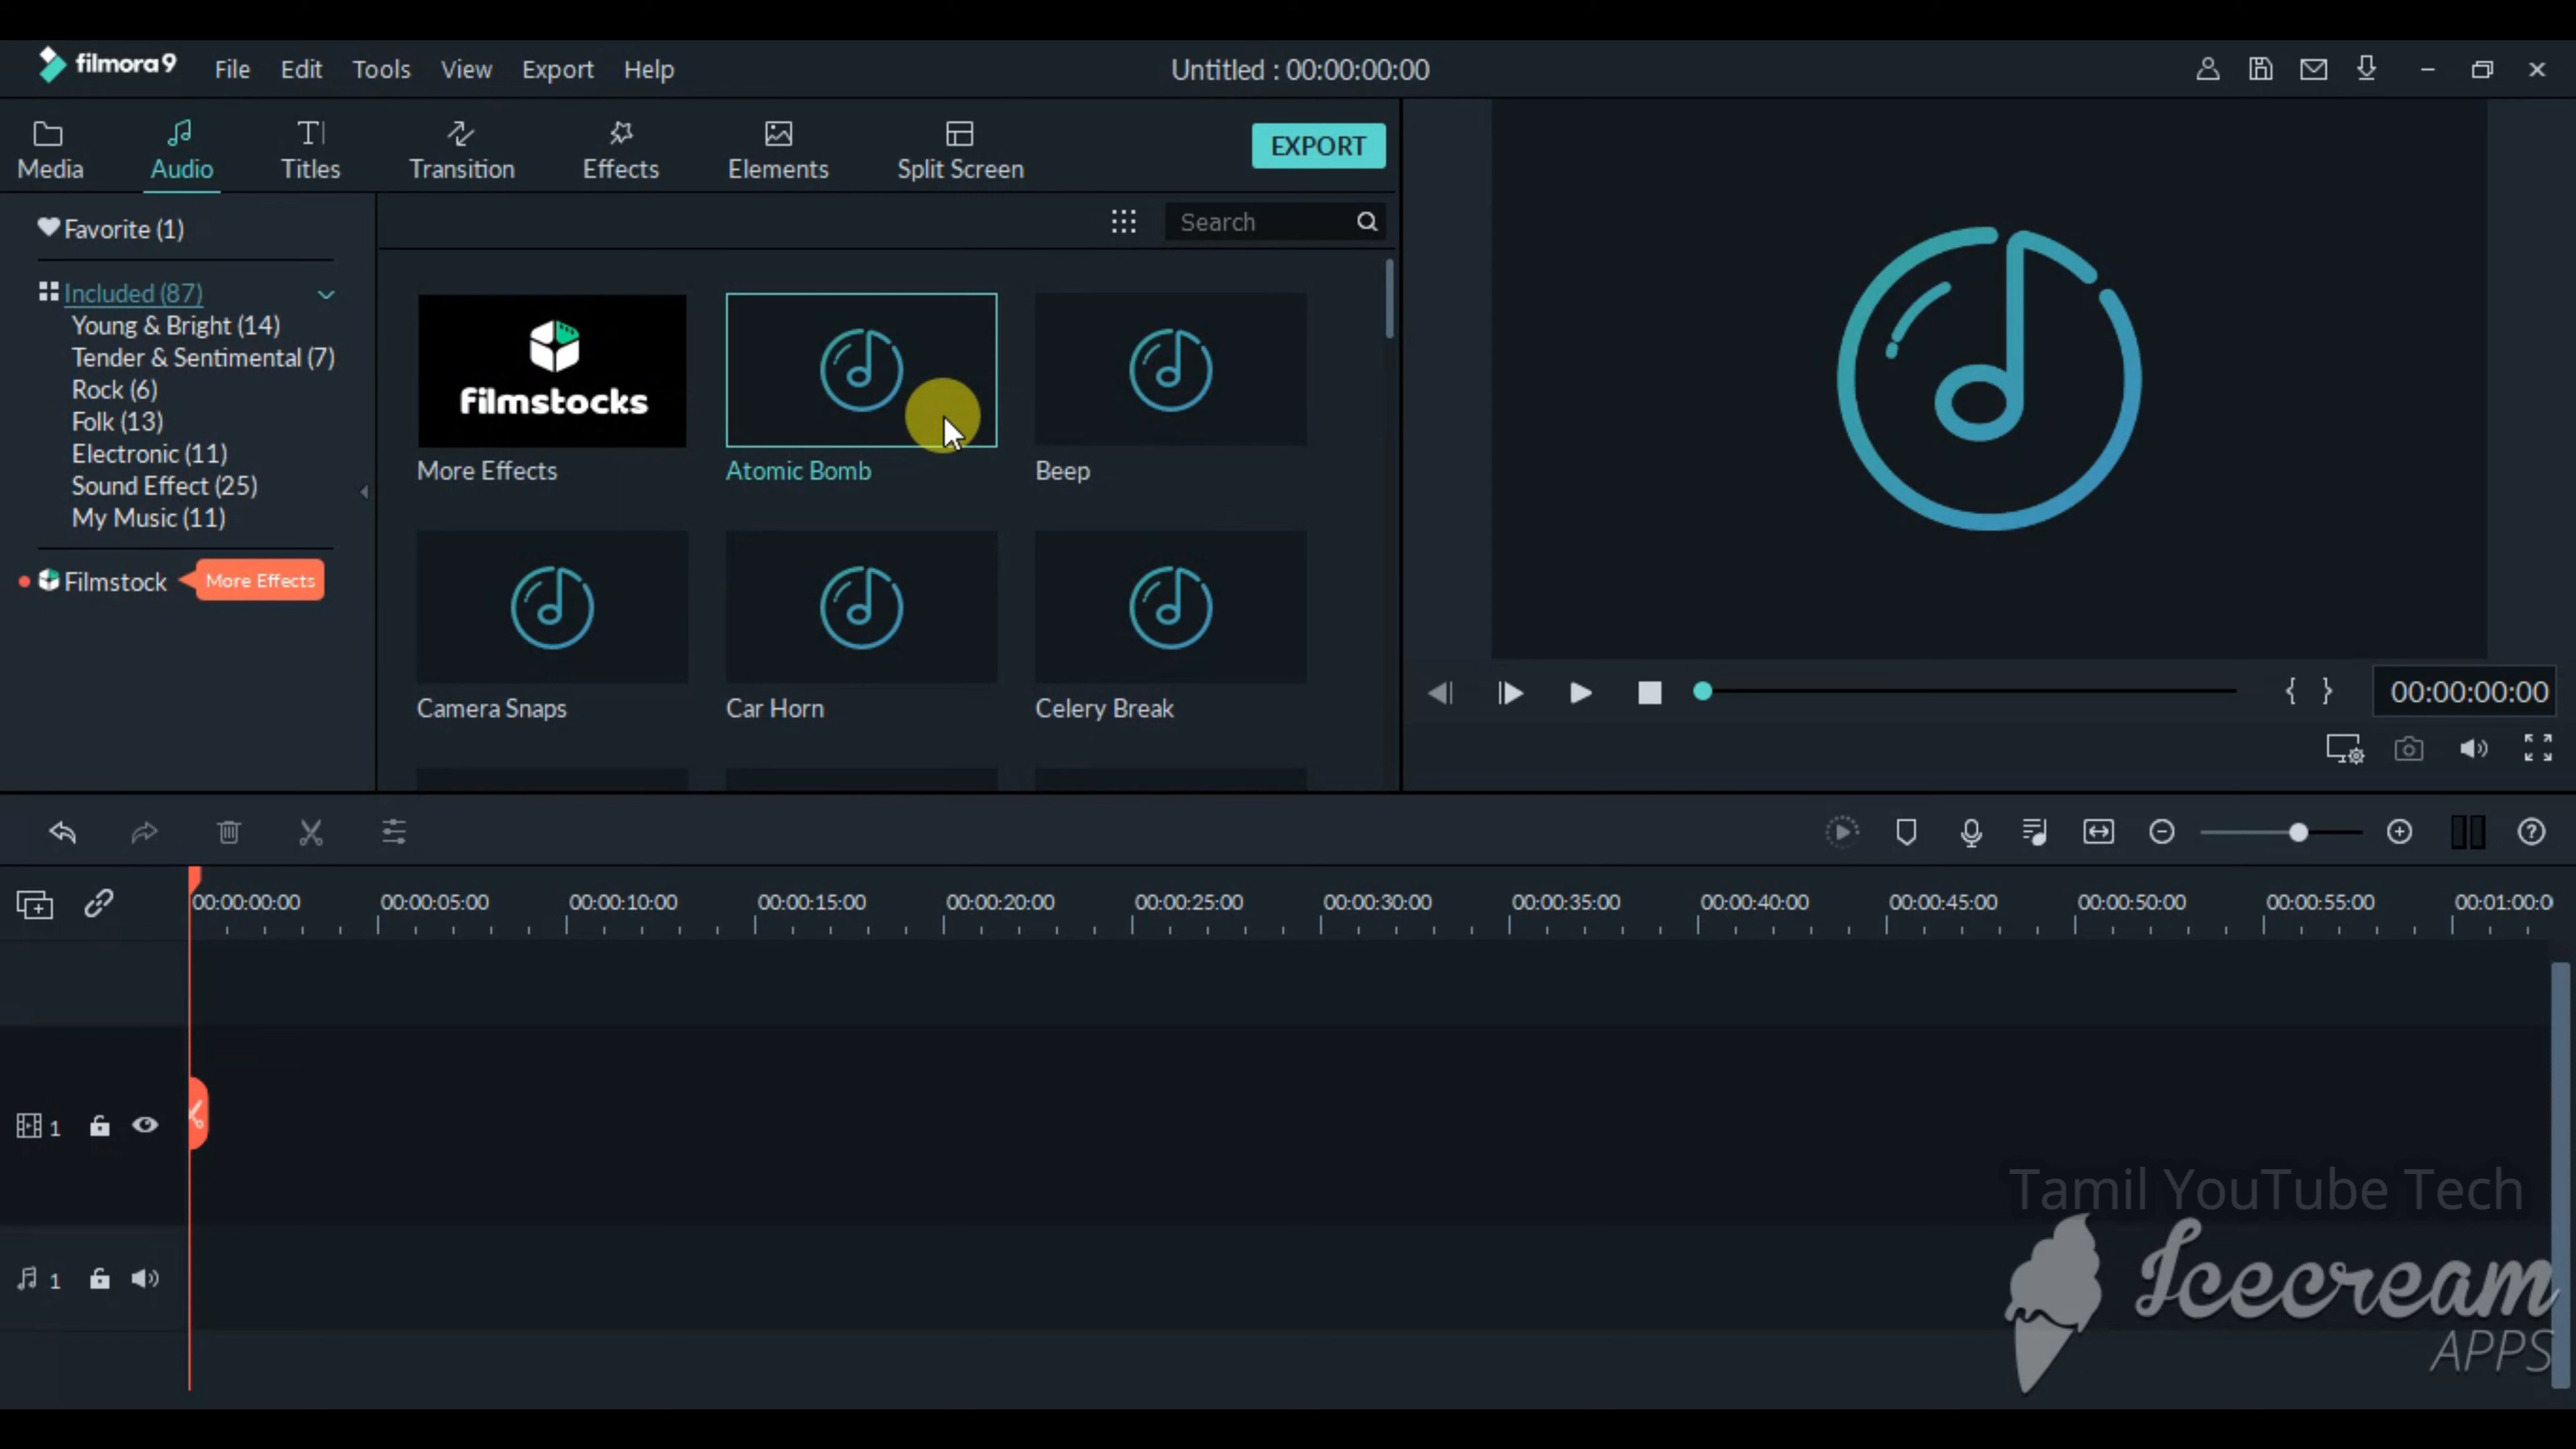 filmora9 File Edit Tools View Export Help Untitled : 00:00:00:00
Media Audio Titles Transition Effects Elements Split Screen EXPORT
Favorite (1)
Search
Included (87)
Young & Bright (14)
Tender & Sentimental (7)
Rock (6)
Folk (13)
Electronic (11)
Sound Effect (25)
My Music (11)
Filmstock More Effects
filmstocks
More Effects Atomic Bomb Beep
Camera Snaps Car Horn Celery Break
{ } 00:00:00:00
00:00:00:00 00:00:05:00 00:00:10:00 00:00:15:00 00:00:20:00 00:00:25:00 00:00:30:00 00:00:35:00 00:00:40:00 00:00:45:00 00:00:50:00 00:00:55:00 00:01:00:0
1
1
Tamil YouTube Tech
Icecream
APPS